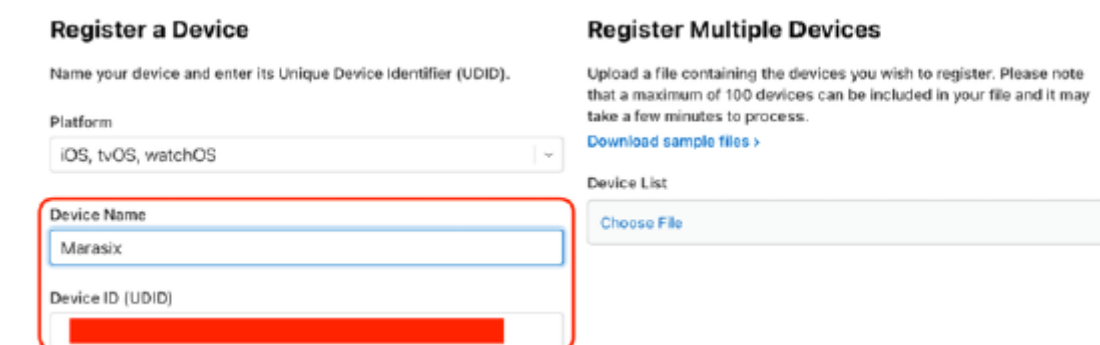 Register a Device
Name your device and enter its Unique Device Identifier (UDID).
Platform
iOS, tvOS, watchOS
Device Name
Marasix
Device ID (UDID)
Register Multiple Devices
Upload a file containing the devices you wish to register. Please note
that a maximum of 100 devices can be included in your file and it may
take a few minutes to process.
Download sample files >
Device List
Choose File